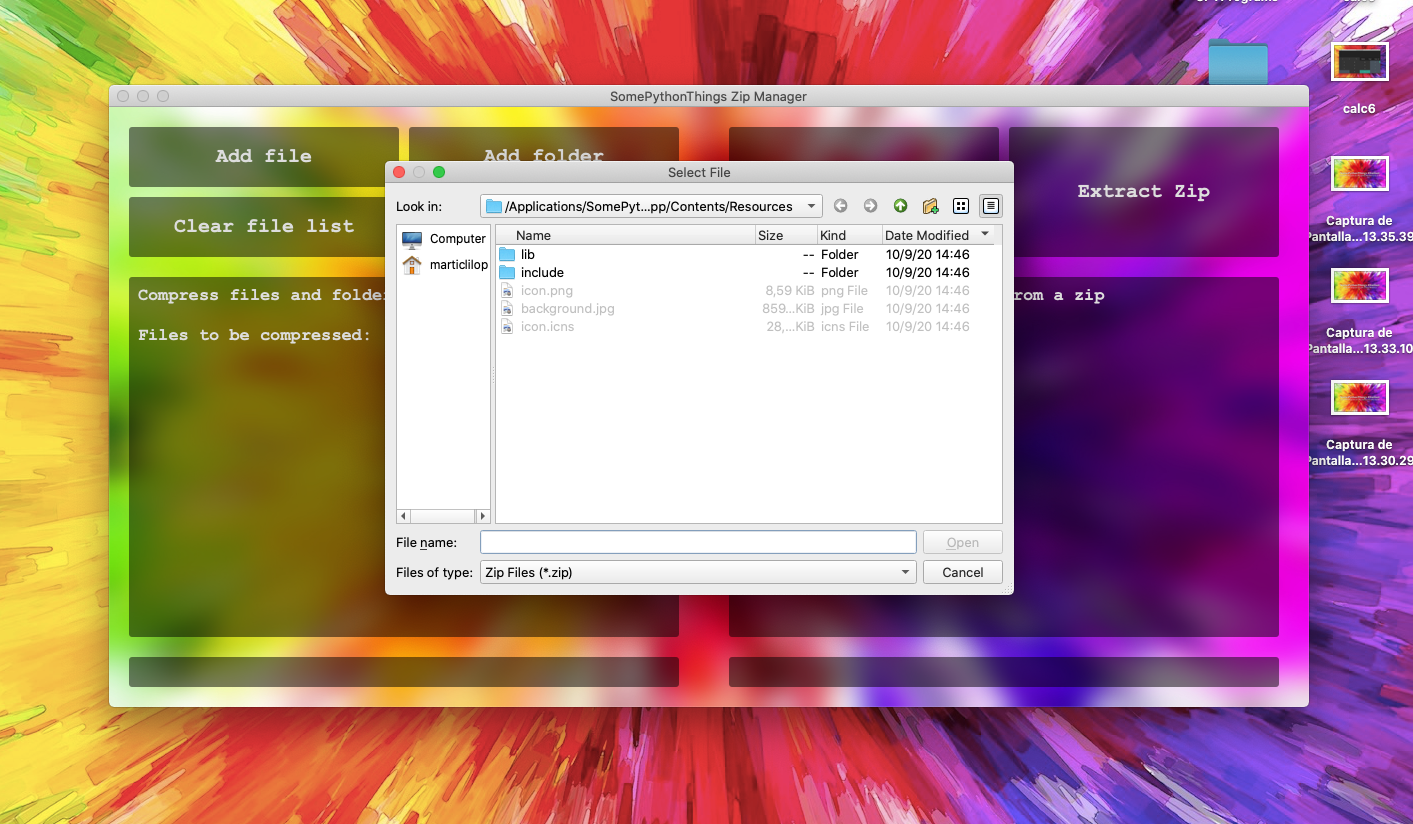 calc6
SomePythonThings Zip Manager
Add file
Add folder
Extract Zip
Clear file list
Compress files and folde
rom a zip
Files to be compressed:
Select File
Look in:
/Applications/SomePyt...pp/Contents/Resources
Computer
marticlilop
Name Size Kind Date Modified
lib -- Folder 10/9/20 14:46
include -- Folder 10/9/20 14:46
icon.png 8,59 KiB png File 10/9/20 14:46
background.jpg 859...KiB jpg File 10/9/20 14:46
icon.icns 28,...KiB icns File 10/9/20 14:46
File name:
Open
Files of type: Zip Files (*.zip)
Cancel
Captura de
Pantalla...13.35.39
Captura de
Pantalla...13.33.10
Captura de
Pantalla...13.30.29